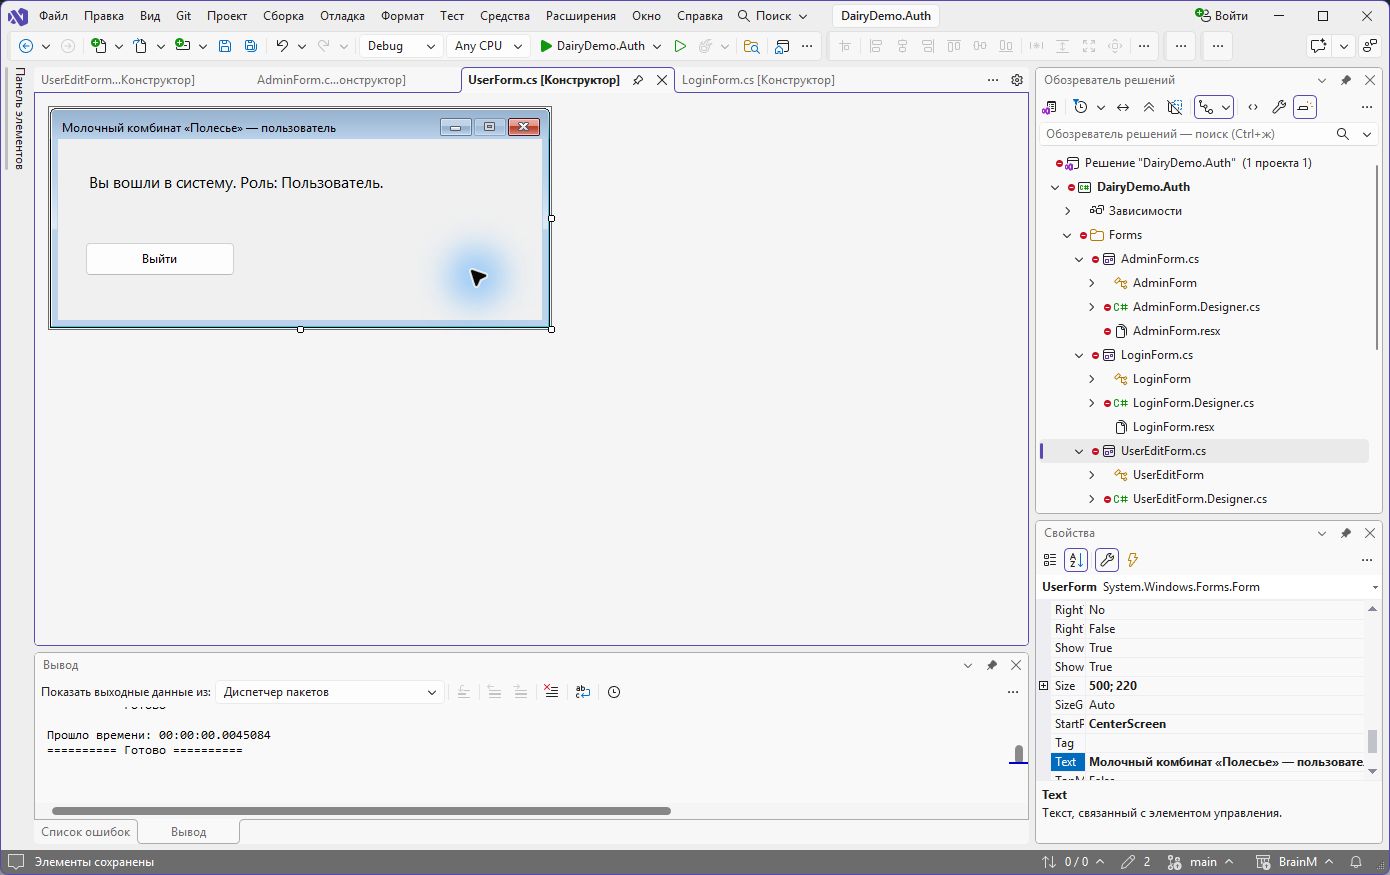 Файл Правка Вид Git Проект Сборка Отладка Формат Тест Средства Расширения Окно Справка Поиск DairyDemo.Auth Войти
Debug Any CPU DairyDemo.Auth
Панель элементов
UserEditForm...Конструктор] AdminForm.c...онструктор] UserForm.cs [Конструктор] LoginForm.cs [Конструктор]
Молочный комбинат «Полесье» — пользователь
Вы вошли в систему. Роль: Пользователь.
Выйти
Вывод
Показать выходные данные из: Диспетчер пакетов
Прошло времени: 00:00:00.0045084
========== Готово ==========
Список ошибок Вывод
Обозреватель решений
Обозреватель решений — поиск (Ctrl+ж)
Решение "DairyDemo.Auth" (1 проекта 1)
DairyDemo.Auth
Зависимости
Forms
AdminForm.cs
AdminForm
C# AdminForm.Designer.cs
AdminForm.resx
LoginForm.cs
LoginForm
C# LoginForm.Designer.cs
LoginForm.resx
UserEditForm.cs
UserEditForm
C# UserEditForm.Designer.cs
Свойства
UserForm System.Windows.Forms.Form
Right No
Right False
Show True
Show True
Size 500; 220
SizeG Auto
StartP CenterScreen
Tag
Text Молочный комбинат «Полесье» — пользовате
Text
Текст, связанный с элементом управления.
Элементы сохранены 0 / 0 2 main BrainM